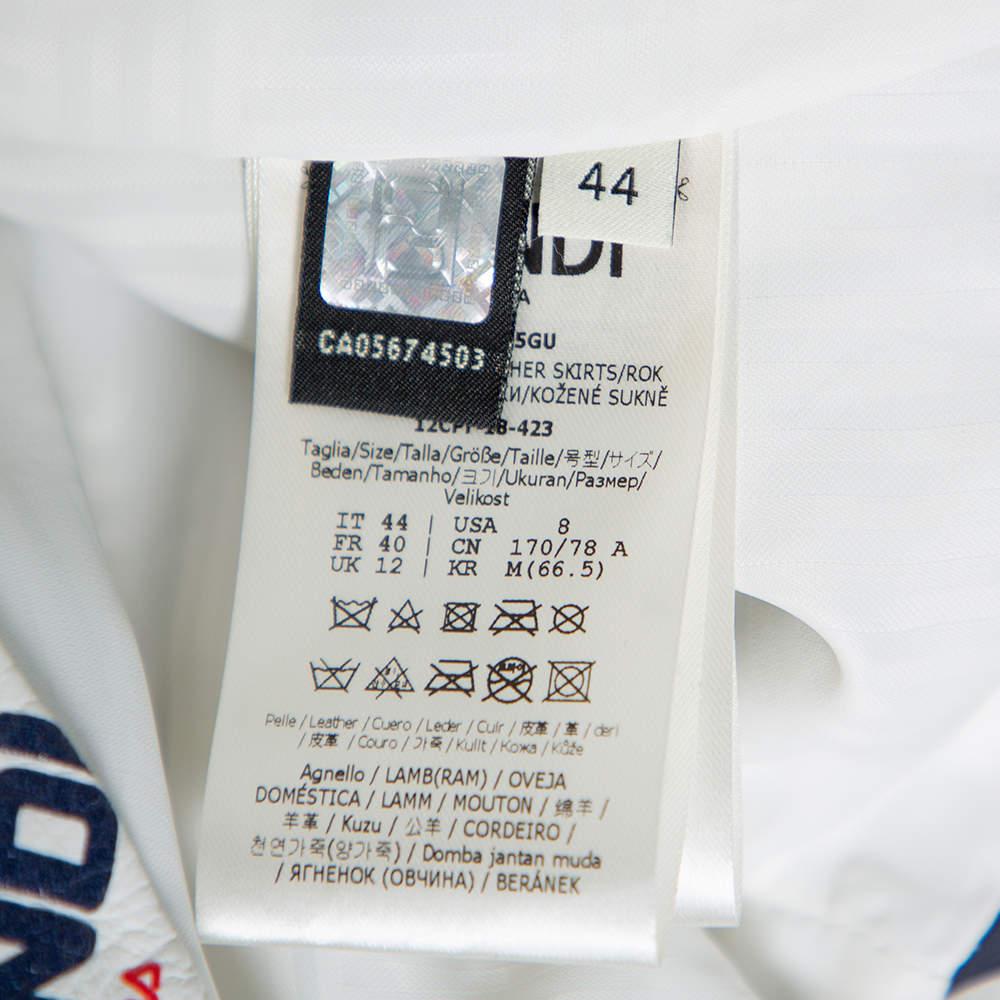 44
NDI
CA05674503
5GU
HER SKIRTS/ROK
И/KOŽENÉ SUKNĚ
18-423
Taglia/Size/Talla/Größe/Taille/号型/サイズ/
Beden/Tamanho/크기/Ukuran/Размер/
Velikost
IT 44 | USA 8
FR 40 | CN 170/78 A
UK 12 | KR M(66.5)
Pelle / Leather / Cuero / Leder / Cuir / 皮革 / 革 / deri
/ 皮革 / Couro / 가죽 / Kulit / Кожа / Kůže
Agnello / LAMB(RAM) / OVEJA
DOMÉSTICA / LAMM / MOUTON / 绵羊 /
羊革 / Kuzu / 公羊 / CORDEIRO /
천연가죽(양가죽) / Domba jantan muda
/ ЯГНЕНОК (ОВЧИНА) / BERÁNEK